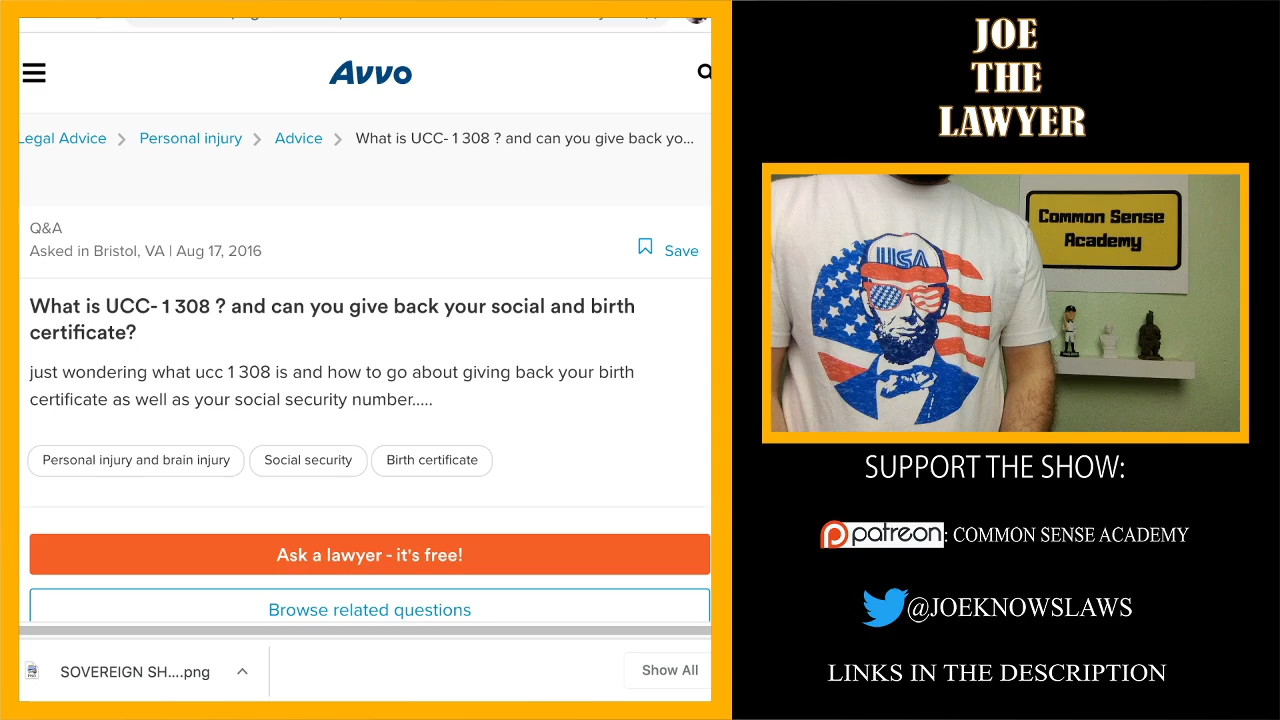 Avvo
Legal Advice > Personal injury > Advice > What is UCC- 1 308 ? and can you give back yo...
Q&A
Asked in Bristol, VA | Aug 17, 2016
Save
What is UCC- 1 308 ? and can you give back your social and birth
certificate?
just wondering what ucc 1 308 is and how to go about giving back your birth
certificate as well as your social security number.....
Personal injury and brain injury
Social security
Birth certificate
Ask a lawyer - it's free!
Browse related questions
SOVEREIGN SH....png
Show All
JOE
THE
LAWYER
Common Sense
Academy
USA
SUPPORT THE SHOW:
patreon: COMMON SENSE ACADEMY
@JOEKNOWSLAWS
LINKS IN THE DESCRIPTION